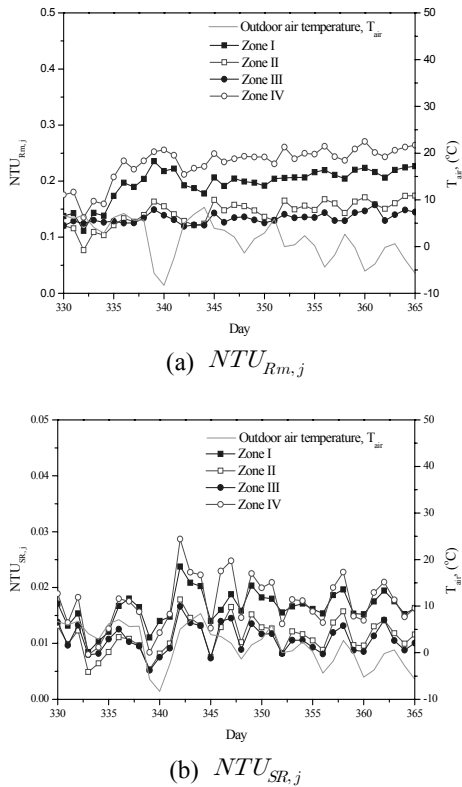 0.5
0.4
0.3
0.2
0.1
0.0
NTU_Rm,j
50
40
30
20
10
0
-10
T_air, (°C)
Outdoor air temperature, T_air
Zone I
Zone II
Zone III
Zone IV
330 335 340 345 350 355 360 365
Day
(a) NTU_Rm, j
0.05
0.04
0.03
0.02
0.01
0.00
NTU_SR,j
50
40
30
20
10
0
-10
T_air, (°C)
Outdoor air temperature, T_air
Zone I
Zone II
Zone III
Zone IV
330 335 340 345 350 355 360 365
Day
(b) NTU_SR, j